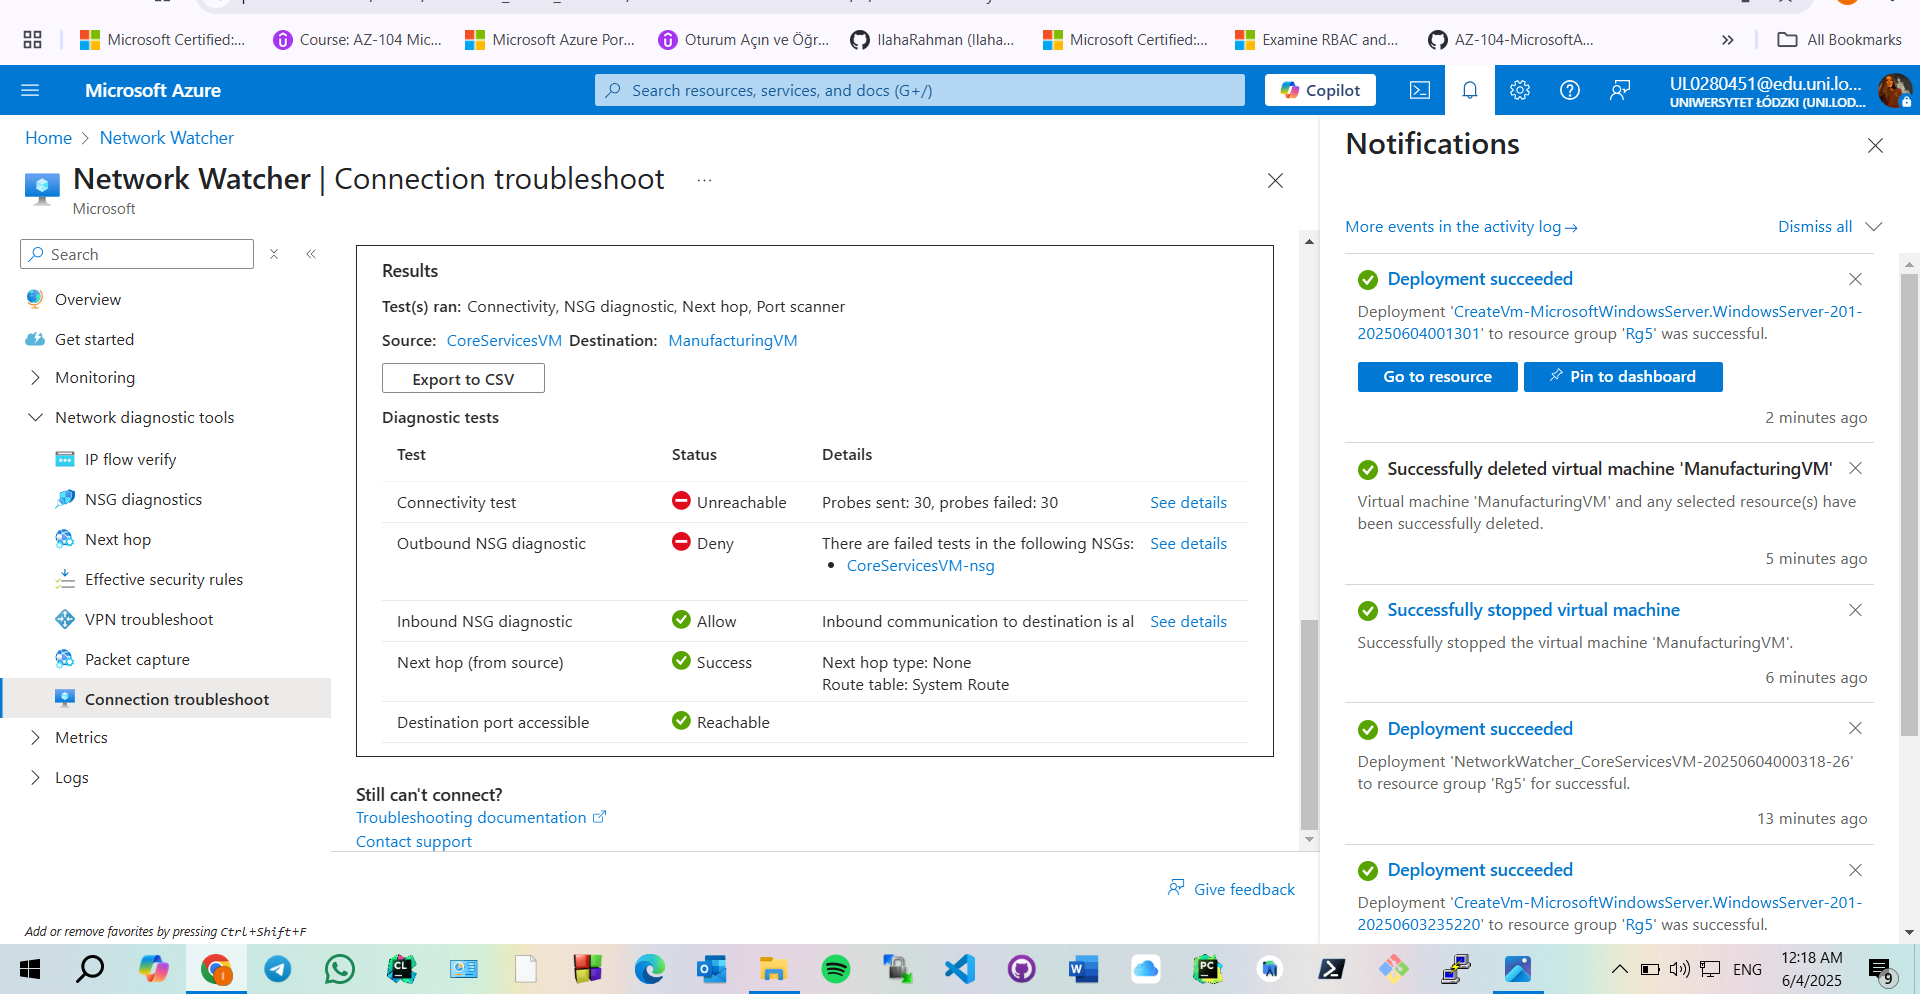 Microsoft Certified:...
Course: AZ-104 Mic...
Microsoft Azure Por...
Oturum Açın ve Öğr...
IlahaRahman (Ilaha...
Microsoft Certified:...
Examine RBAC and...
AZ-104-MicrosoftA...
All Bookmarks
Microsoft Azure
Search resources, services, and docs (G+/)
Copilot
UL0280451@edu.uni.lo...
UNIWERSYTET ŁÓDZKI (UNI.LOD...
Home > Network Watcher
Network Watcher | Connection troubleshoot
...
Microsoft
Search
Overview
Get started
Monitoring
Network diagnostic tools
IP flow verify
NSG diagnostics
Next hop
Effective security rules
VPN troubleshoot
Packet capture
Connection troubleshoot
Metrics
Logs
Add or remove favorites by pressing Ctrl+Shift+F
Results
Test(s) ran: Connectivity, NSG diagnostic, Next hop, Port scanner
Source: CoreServicesVM Destination: ManufacturingVM
Export to CSV
Diagnostic tests
Test Status Details
Connectivity test Unreachable Probes sent: 30, probes failed: 30 See details
Outbound NSG diagnostic Deny There are failed tests in the following NSGs: See details
• CoreServicesVM-nsg
Inbound NSG diagnostic Allow Inbound communication to destination is al See details
Next hop (from source) Success Next hop type: None
Route table: System Route
Destination port accessible Reachable
Still can't connect?
Troubleshooting documentation
Contact support
Give feedback
Notifications
More events in the activity log →
Dismiss all
Deployment succeeded
Deployment 'CreateVm-MicrosoftWindowsServer.WindowsServer-201-
20250604001301' to resource group 'Rg5' was successful.
Go to resource
Pin to dashboard
2 minutes ago
Successfully deleted virtual machine 'ManufacturingVM'
Virtual machine 'ManufacturingVM' and any selected resource(s) have
been successfully deleted.
5 minutes ago
Successfully stopped virtual machine
Successfully stopped the virtual machine 'ManufacturingVM'.
6 minutes ago
Deployment succeeded
Deployment 'NetworkWatcher_CoreServicesVM-20250604000318-26'
to resource group 'Rg5' for successful.
13 minutes ago
Deployment succeeded
Deployment 'CreateVm-MicrosoftWindowsServer.WindowsServer-201-
20250603235220' to resource group 'Rg5' was successful.
CL
PC
ENG
12:18 AM
6/4/2025
9